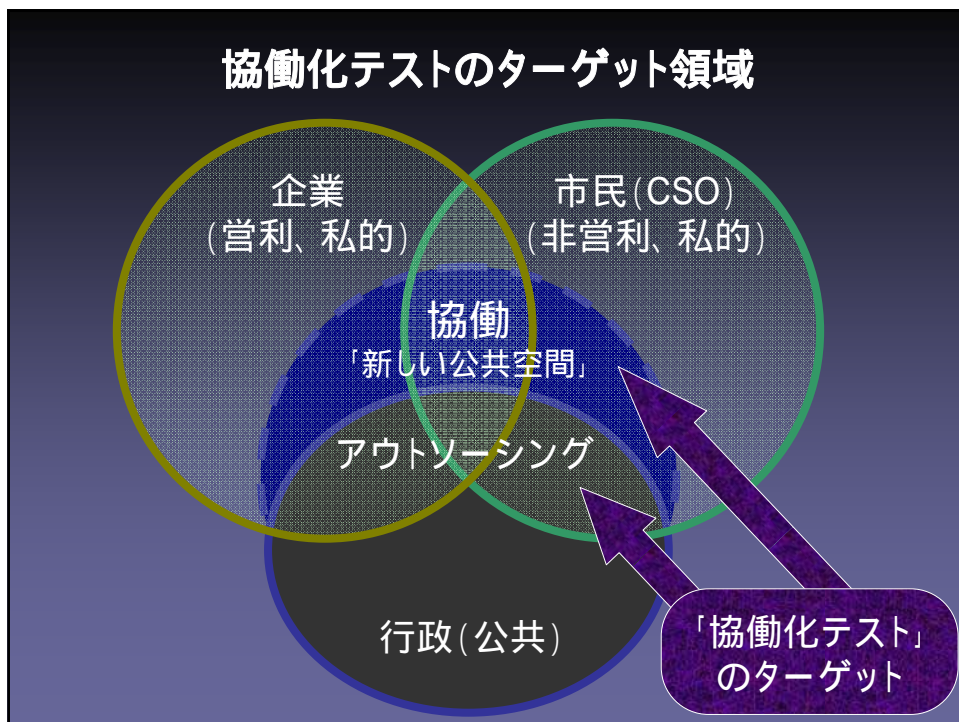 協働化テストのターゲット領域
企業
(営利、私的)
市民(CSO)
(非営利、私的)
協働
「新しい公共空間」
アウトソーシング
行政(公共)
「協働化テスト」
のターゲット